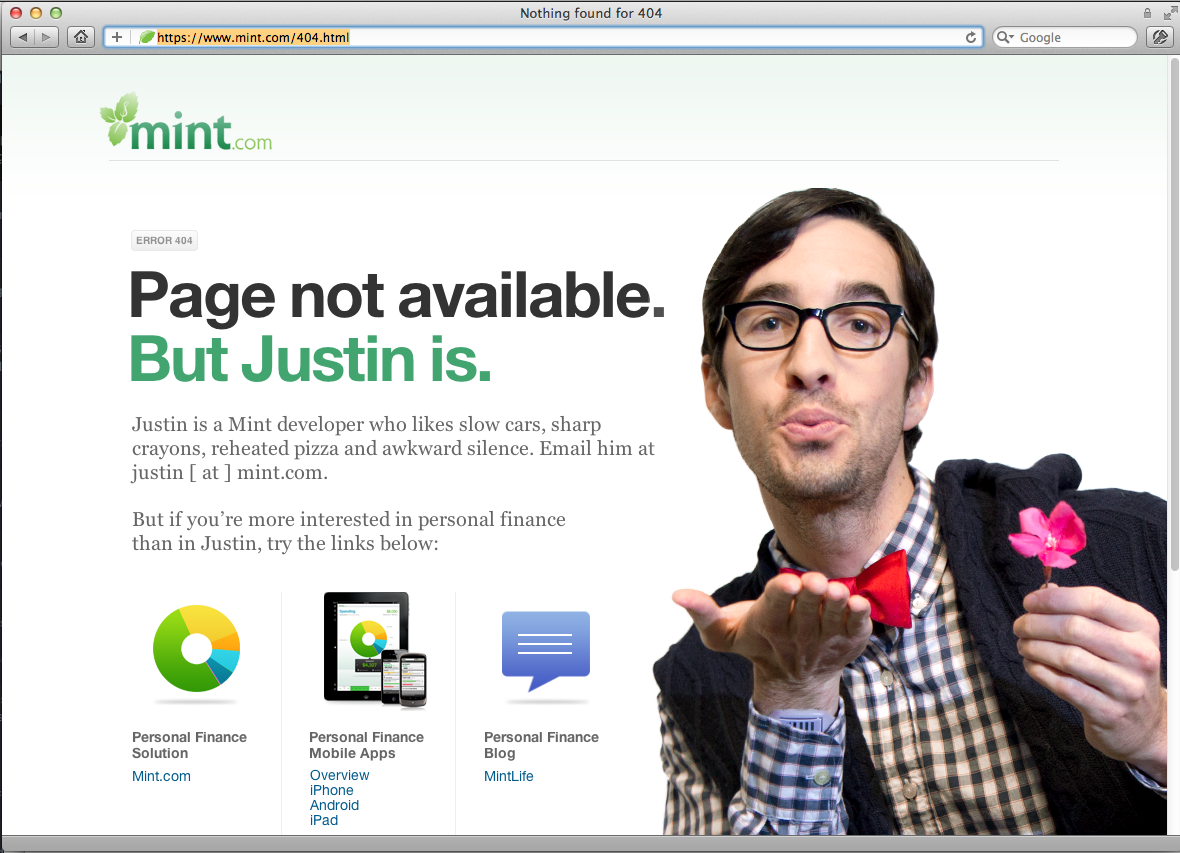 Nothing found for 404
https://www.mint.com/404.html
Google
mint.com
ERROR 404
Page not available.
But Justin is.
Justin is a Mint developer who likes slow cars, sharp
crayons, reheated pizza and awkward silence. Email him at
justin [ at ] mint.com.
But if you’re more interested in personal finance
than in Justin, try the links below:
Personal Finance
Solution
Mint.com
Personal Finance
Mobile Apps
Overview
iPhone
Android
iPad
Personal Finance
Blog
MintLife